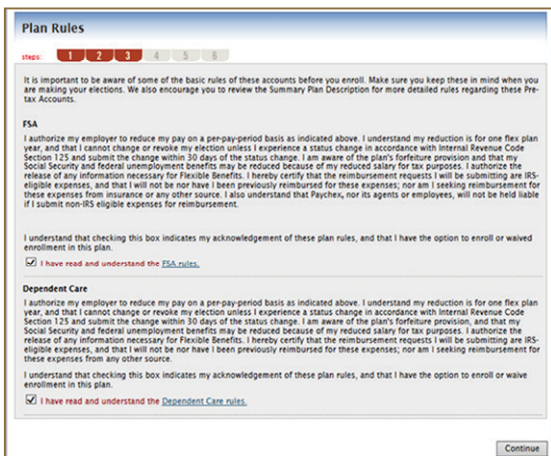 Plan Rules
steps: 1 2 3 4 5 6
It is important to be aware of some of the basic rules of these accounts before you enroll. Make sure you keep these in mind when you
are making your elections. We also encourage you to review the Summary Plan Description for more detailed rules regarding these Pre-
tax Accounts.
FSA
I authorize my employer to reduce my pay on a per-pay-period basis as indicated above. I understand my reduction is for one flex plan
year, and that I cannot change or revoke my election unless I experience a status change in accordance with Internal Revenue Code
Section 125 and submit the change within 30 days of the status change. I am aware of the plan's forfeiture provision and that my
Social Security and federal unemployment benefits may be reduced because of my reduced salary for tax purposes. I authorize the
release of any information necessary for Flexible Benefits. I hereby certify that the reimbursement requests I will be submitting are IRS-
eligible expenses, and that I will not be nor have I been previously reimbursed for these expenses; nor am I seeking reimbursement for
these expenses from insurance or any other source. I also understand that Paychex, nor its agents or employees, will not be held liable
if I submit non-IRS eligible expenses for reimbursement.
I understand that checking this box indicates my acknowledgement of these plan rules, and that I have the option to enroll or waived
enrollment in this plan.
I have read and understand the FSA rules.
Dependent Care
I authorize my employer to reduce my pay on a per-pay-period basis as indicated above. I understand my reduction is for one flex plan
year, and that I cannot change or revoke my election unless I experience a status change in accordance with Internal Revenue Code
Section 125 and submit the change within 30 days of the status change. I am aware of the plan's forfeiture provision, and that my
Social Security and federal unemployment benefits may be reduced because of my reduced salary for tax purposes. I authorize the
release of any information necessary for Flexible Benefits. I hereby certify that the reimbursement requests I will be submitting are IRS-
eligible expenses, and that I will not be nor have I been previously reimbursed for these expenses; nor am I seeking reimbursement for
these expenses from any other source.
I understand that checking this box indicates my acknowledgement of these plan rules, and that I have the option to enroll or waive
enrollment in this plan.
I have read and understand the Dependent Care rules.
Continue